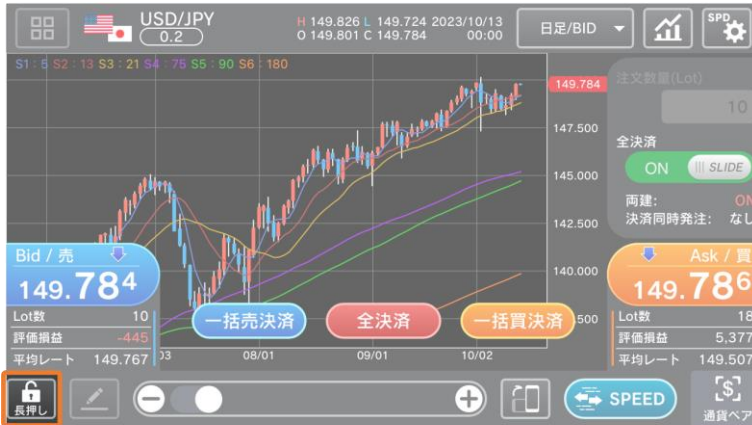 USD/JPY
0.2
H 149.826 L 149.724 2023/10/13
O 149.801 C 149.784 00:00
日足/BID
SPD
S1 : 5 S2 : 13 S3 : 21 S4 : 75 S5 : 90 S6 : 180
149.784
147.500
145.000
142.500
140.000
500
03
08/01
09/01
10/02
注文数量(Lot)
10
全決済
ON
SLIDE
両建: ON
決済同時発注: なし
Bid / 売
149.784
Lot数 10
評価損益 -445
平均レート 149.767
一括売決済
全決済
一括買決済
Ask / 買
149.786
Lot数 18
評価損益 5,377
平均レート 149.507
長押し
SPEED
通貨ペア